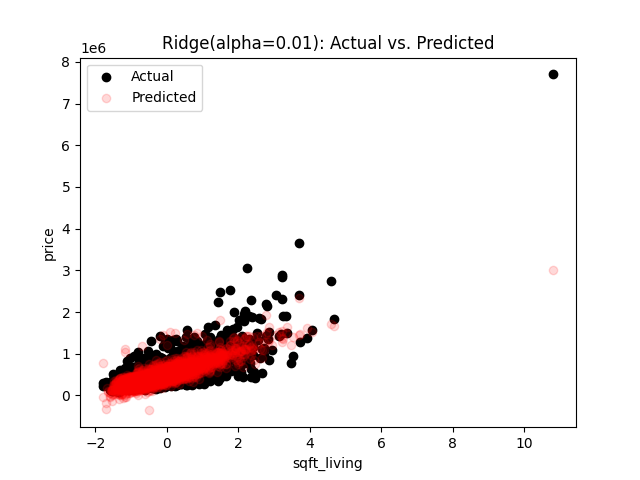 Ridge(alpha=0.01): Actual vs. Predicted
1e6
Actual
Predicted
8
7
6
5
4
3
2
1
0
price
−2 0 2 4 6 8 10
sqft_living